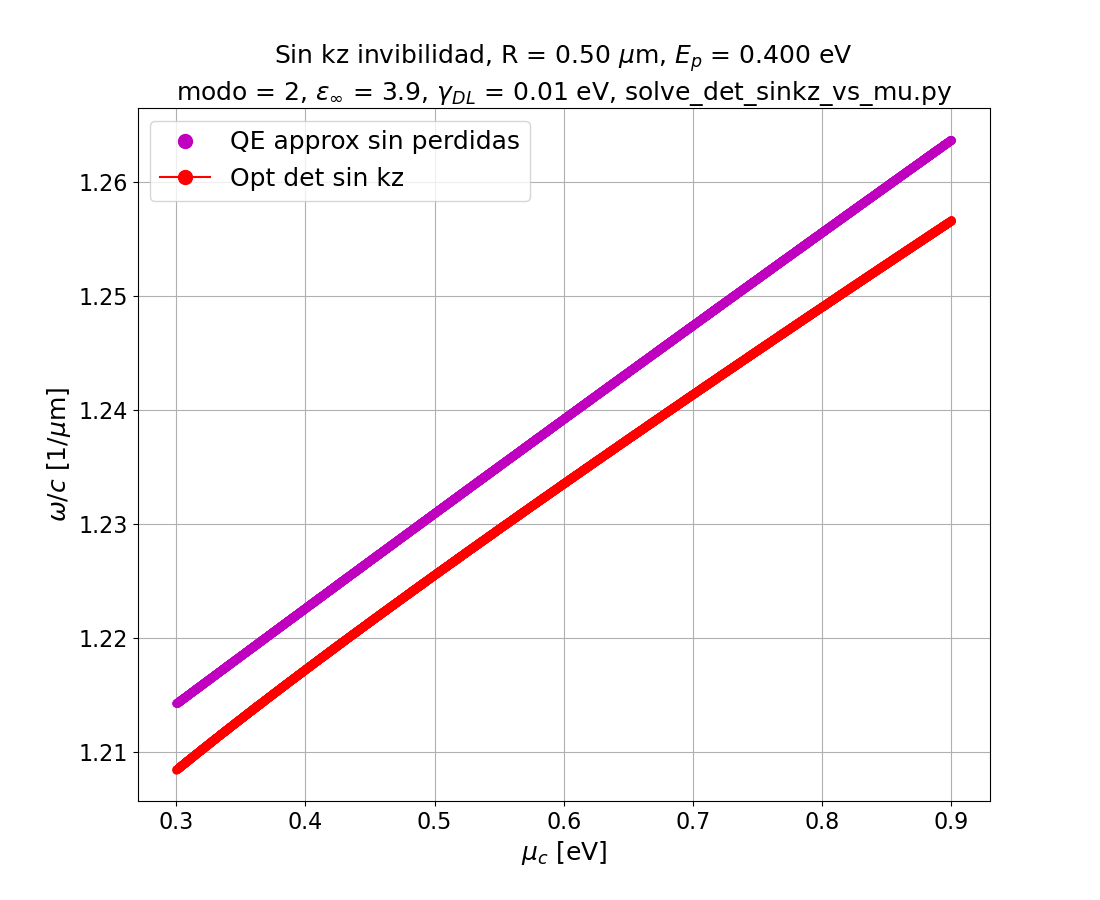 Sin kz invibilidad, R = 0.50 μm, E_p = 0.400 eV
modo = 2, ε_∞ = 3.9, γ_DL = 0.01 eV, solve_det_sinkz_vs_mu.py
QE approx sin perdidas
Opt det sin kz
1.26
1.25
1.24
1.23
1.22
1.21
ω/c [1/μm]
0.3 0.4 0.5 0.6 0.7 0.8 0.9
μ_c [eV]